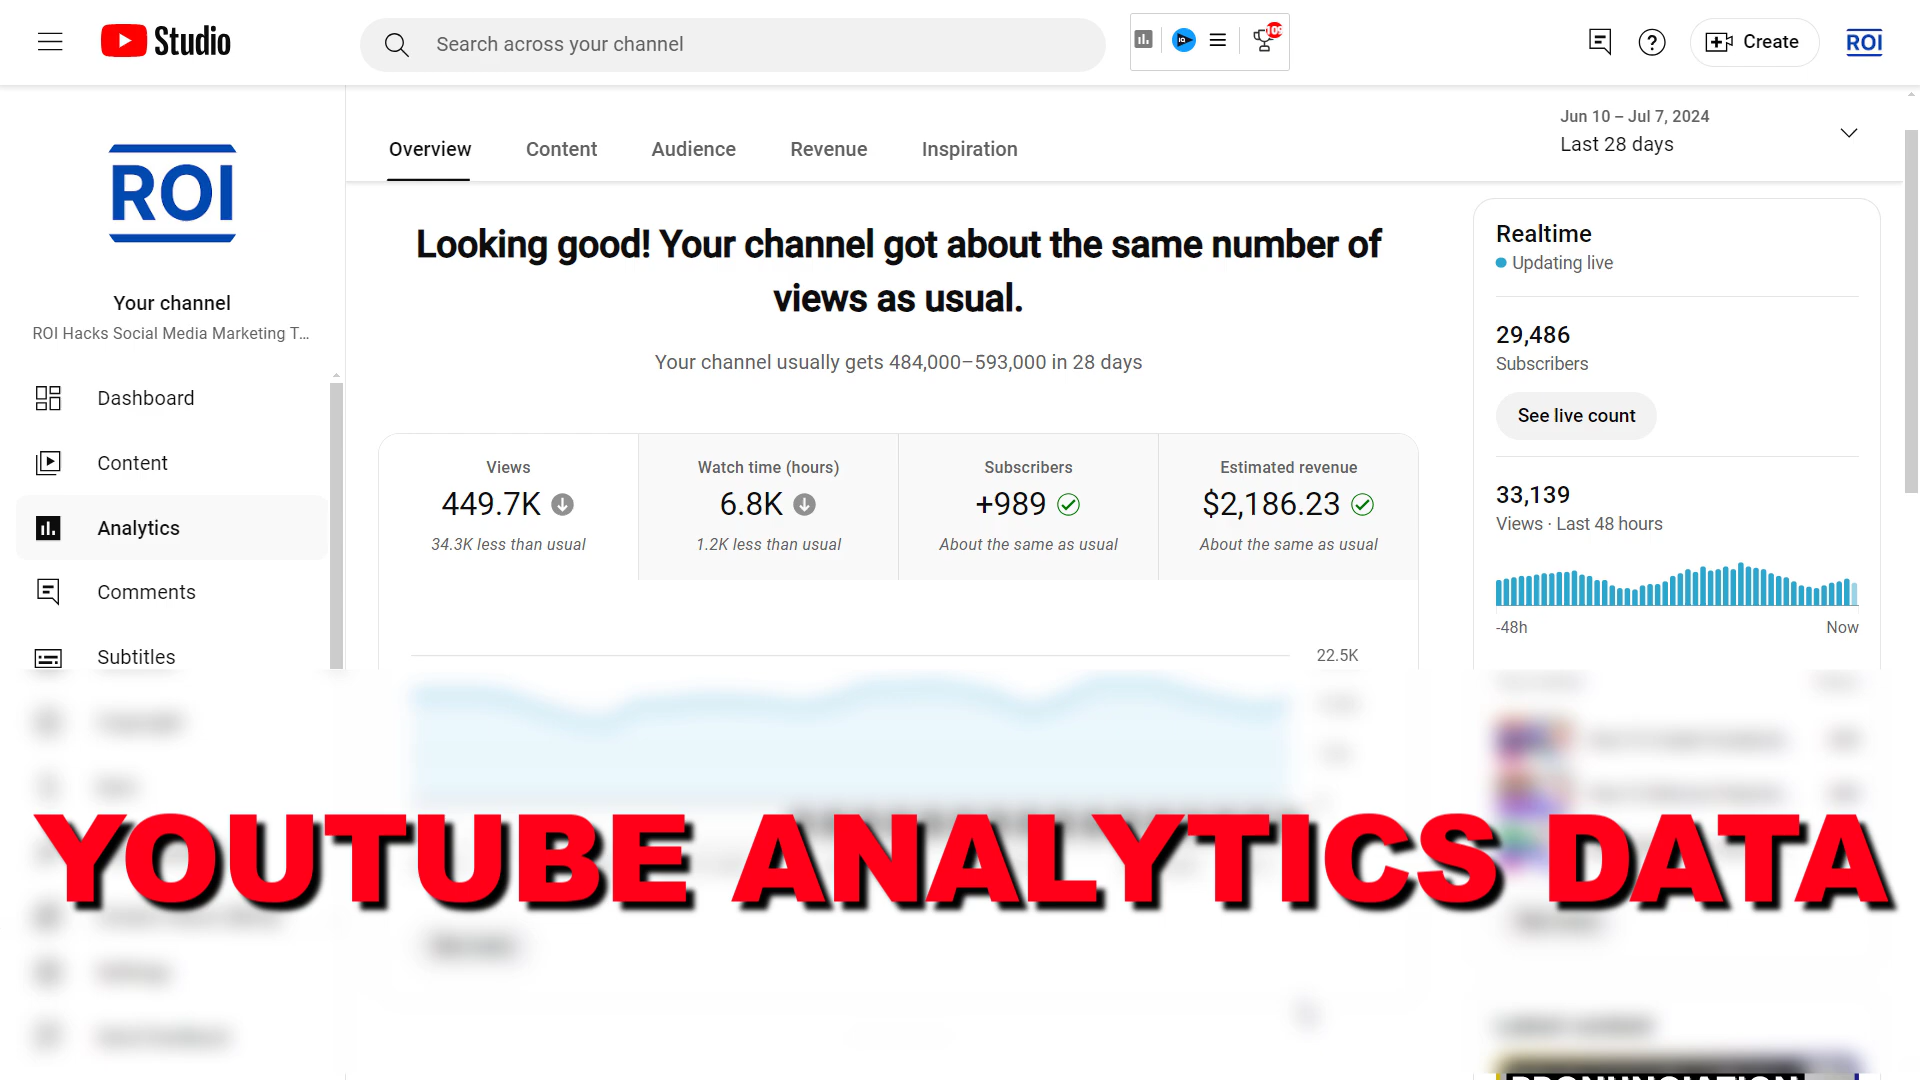 Studio
Search across your channel
109
Create
ROI
ROI
Your channel
ROI Hacks Social Media Marketing T...
Dashboard
Content
Analytics
Comments
Subtitles
Overview
Content
Audience
Revenue
Inspiration
Jun 10 – Jul 7, 2024
Last 28 days
Looking good! Your channel got about the same number of
views as usual.
Your channel usually gets 484,000–593,000 in 28 days
Views
449.7K
34.3K less than usual
Watch time (hours)
6.8K
1.2K less than usual
Subscribers
+989
About the same as usual
Estimated revenue
$2,186.23
About the same as usual
22.5K
Realtime
Updating live
29,486
Subscribers
See live count
33,139
Views · Last 48 hours
-48h
Now
YOUTUBE ANALYTICS DATA